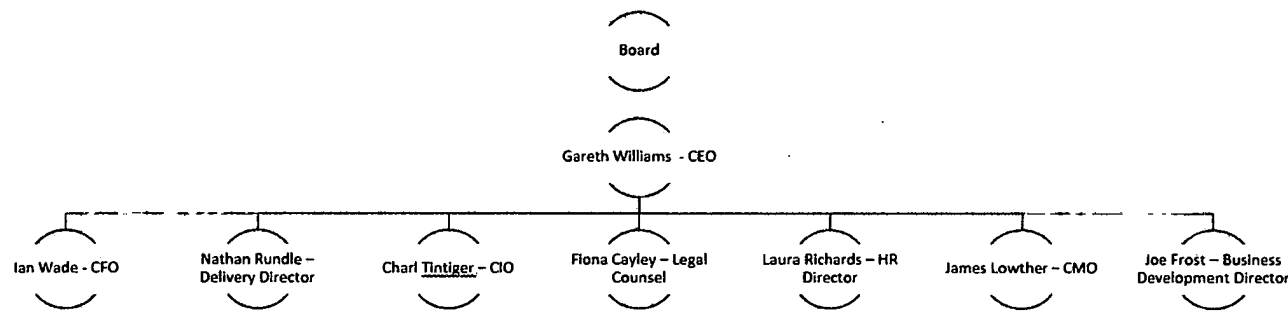 Board
Gareth Williams - CEO
Ian Wade - CFO
Nathan Rundle –
Delivery Director
Charl Tintiger – CIO
Fiona Cayley – Legal
Counsel
Laura Richards – HR
Director
James Lowther – CMO
Joe Frost – Business
Development Director